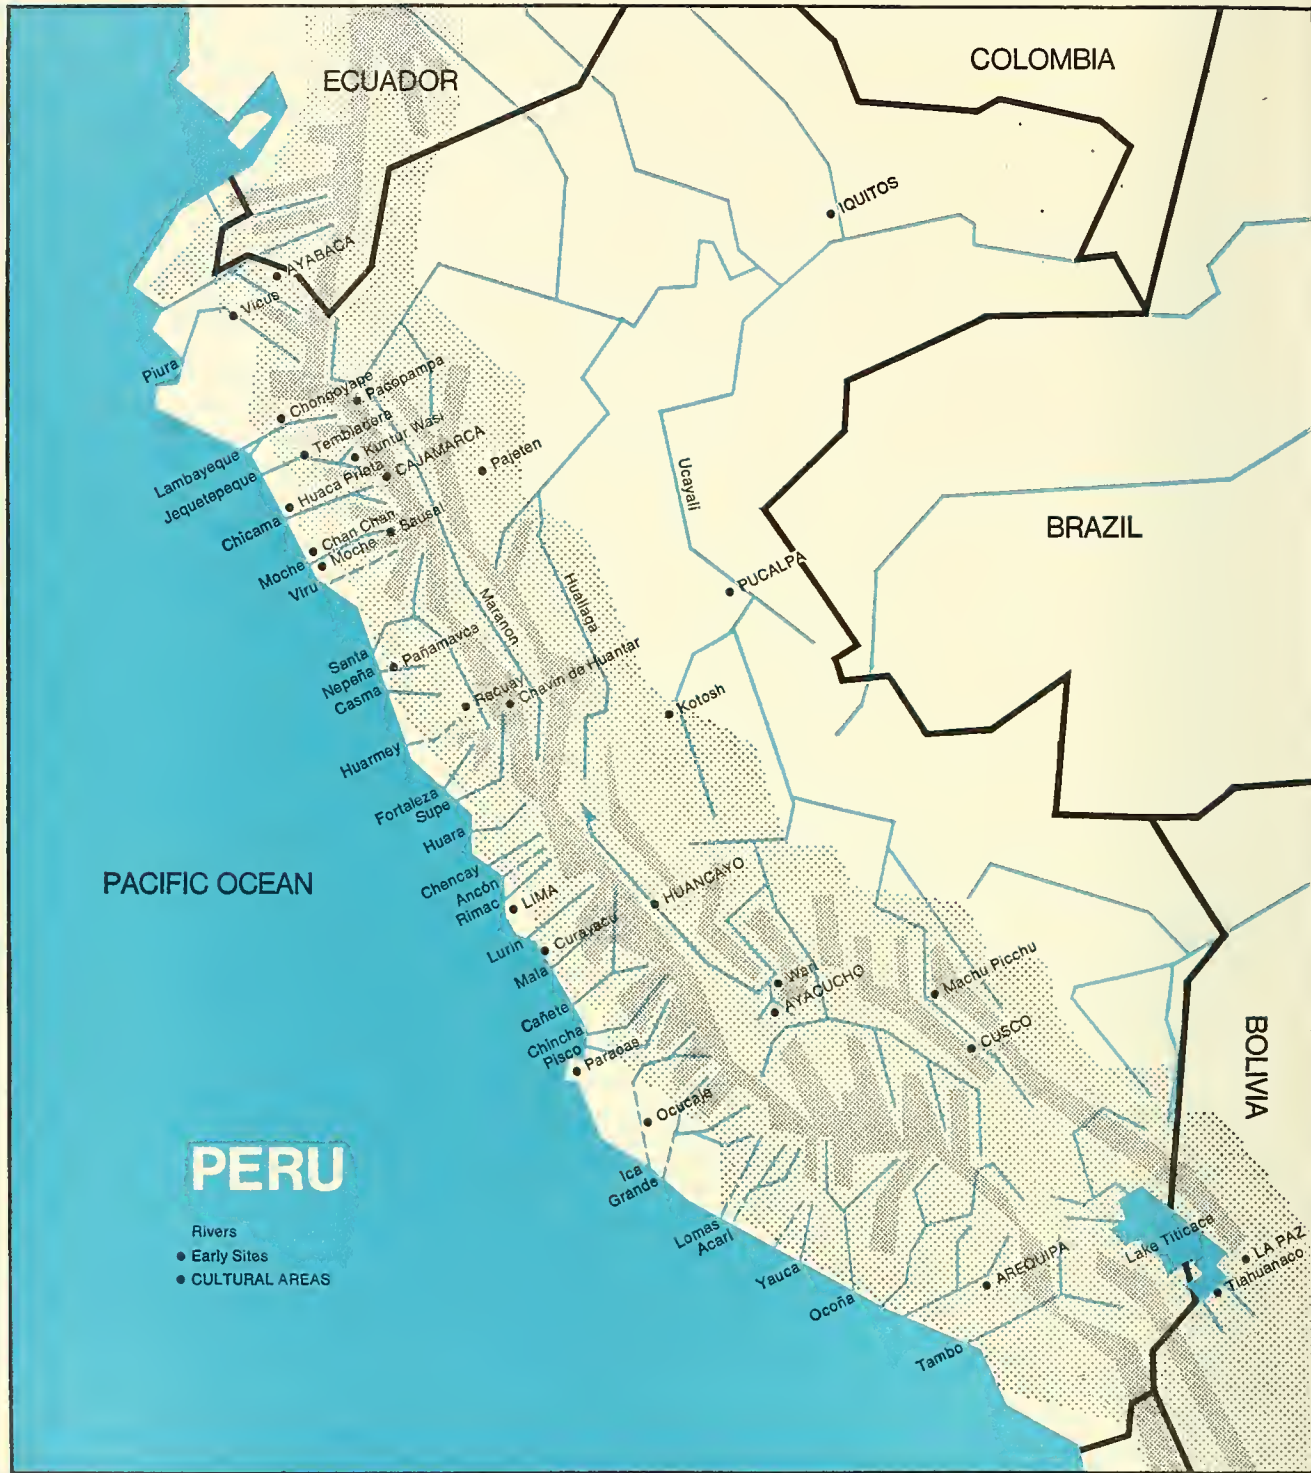 ECUADOR
COLOMBIA
IQUITOS
AYABACA
Vicus
Piura
Chongoyape
Pacopampa
Tembladera
Kuntur Wasi
Lambayeque
Jequetepeque
Huaca Prieta
CAJAMARCA
Pajeten
Ucayali
Chicama
Chan Chan
Sausal
Moche
Moche
Viru
BRAZIL
PUCALPA
Maranon
Huallaga
Santa
Nepeña
Casma
Pañamavca
Recuay
Chavin de Huantar
Kotosh
Huarmey
Fortaleza
Supe
Huara
PACIFIC OCEAN
Chencay
Ancón
Rimac
LIMA
HUANCAYO
Lurin
Curayacu
Mala
Wari
AYACUCHO
Machu Picchu
Cañete
Chincha
Pisco
Paracas
CUSCO
BOLIVIA
Ocucaje
PERU
Rivers
Early Sites
CULTURAL AREAS
Ica
Grande
Lomas
Acari
Yauca
Ocoña
AREQUIPA
Tambo
Lake Titicaca
LA PAZ
Tiahuanaco